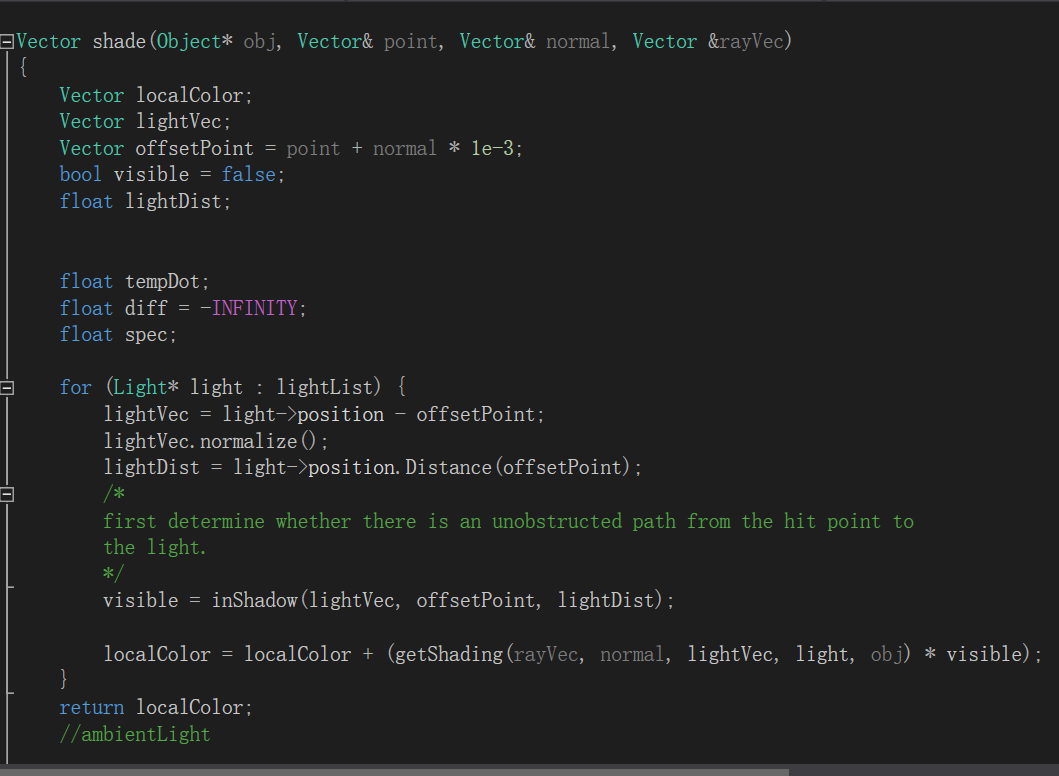 Vector shade(Object* obj, Vector& point, Vector& normal, Vector &rayVec)
{
    Vector localColor;
    Vector lightVec;
    Vector offsetPoint = point + normal * 1e-3;
    bool visible = false;
    float lightDist;
    float tempDot;
    float diff = -INFINITY;
    float spec;
    for (Light* light : lightList) {
        lightVec = light->position - offsetPoint;
        lightVec.normalize();
        lightDist = light->position.Distance(offsetPoint);
        /*
        first determine whether there is an unobstructed path from the hit point to
        the light.
        */
        visible = inShadow(lightVec, offsetPoint, lightDist);
        localColor = localColor + (getShading(rayVec, normal, lightVec, light, obj) * visible);
    }
    return localColor;
    //ambientLight